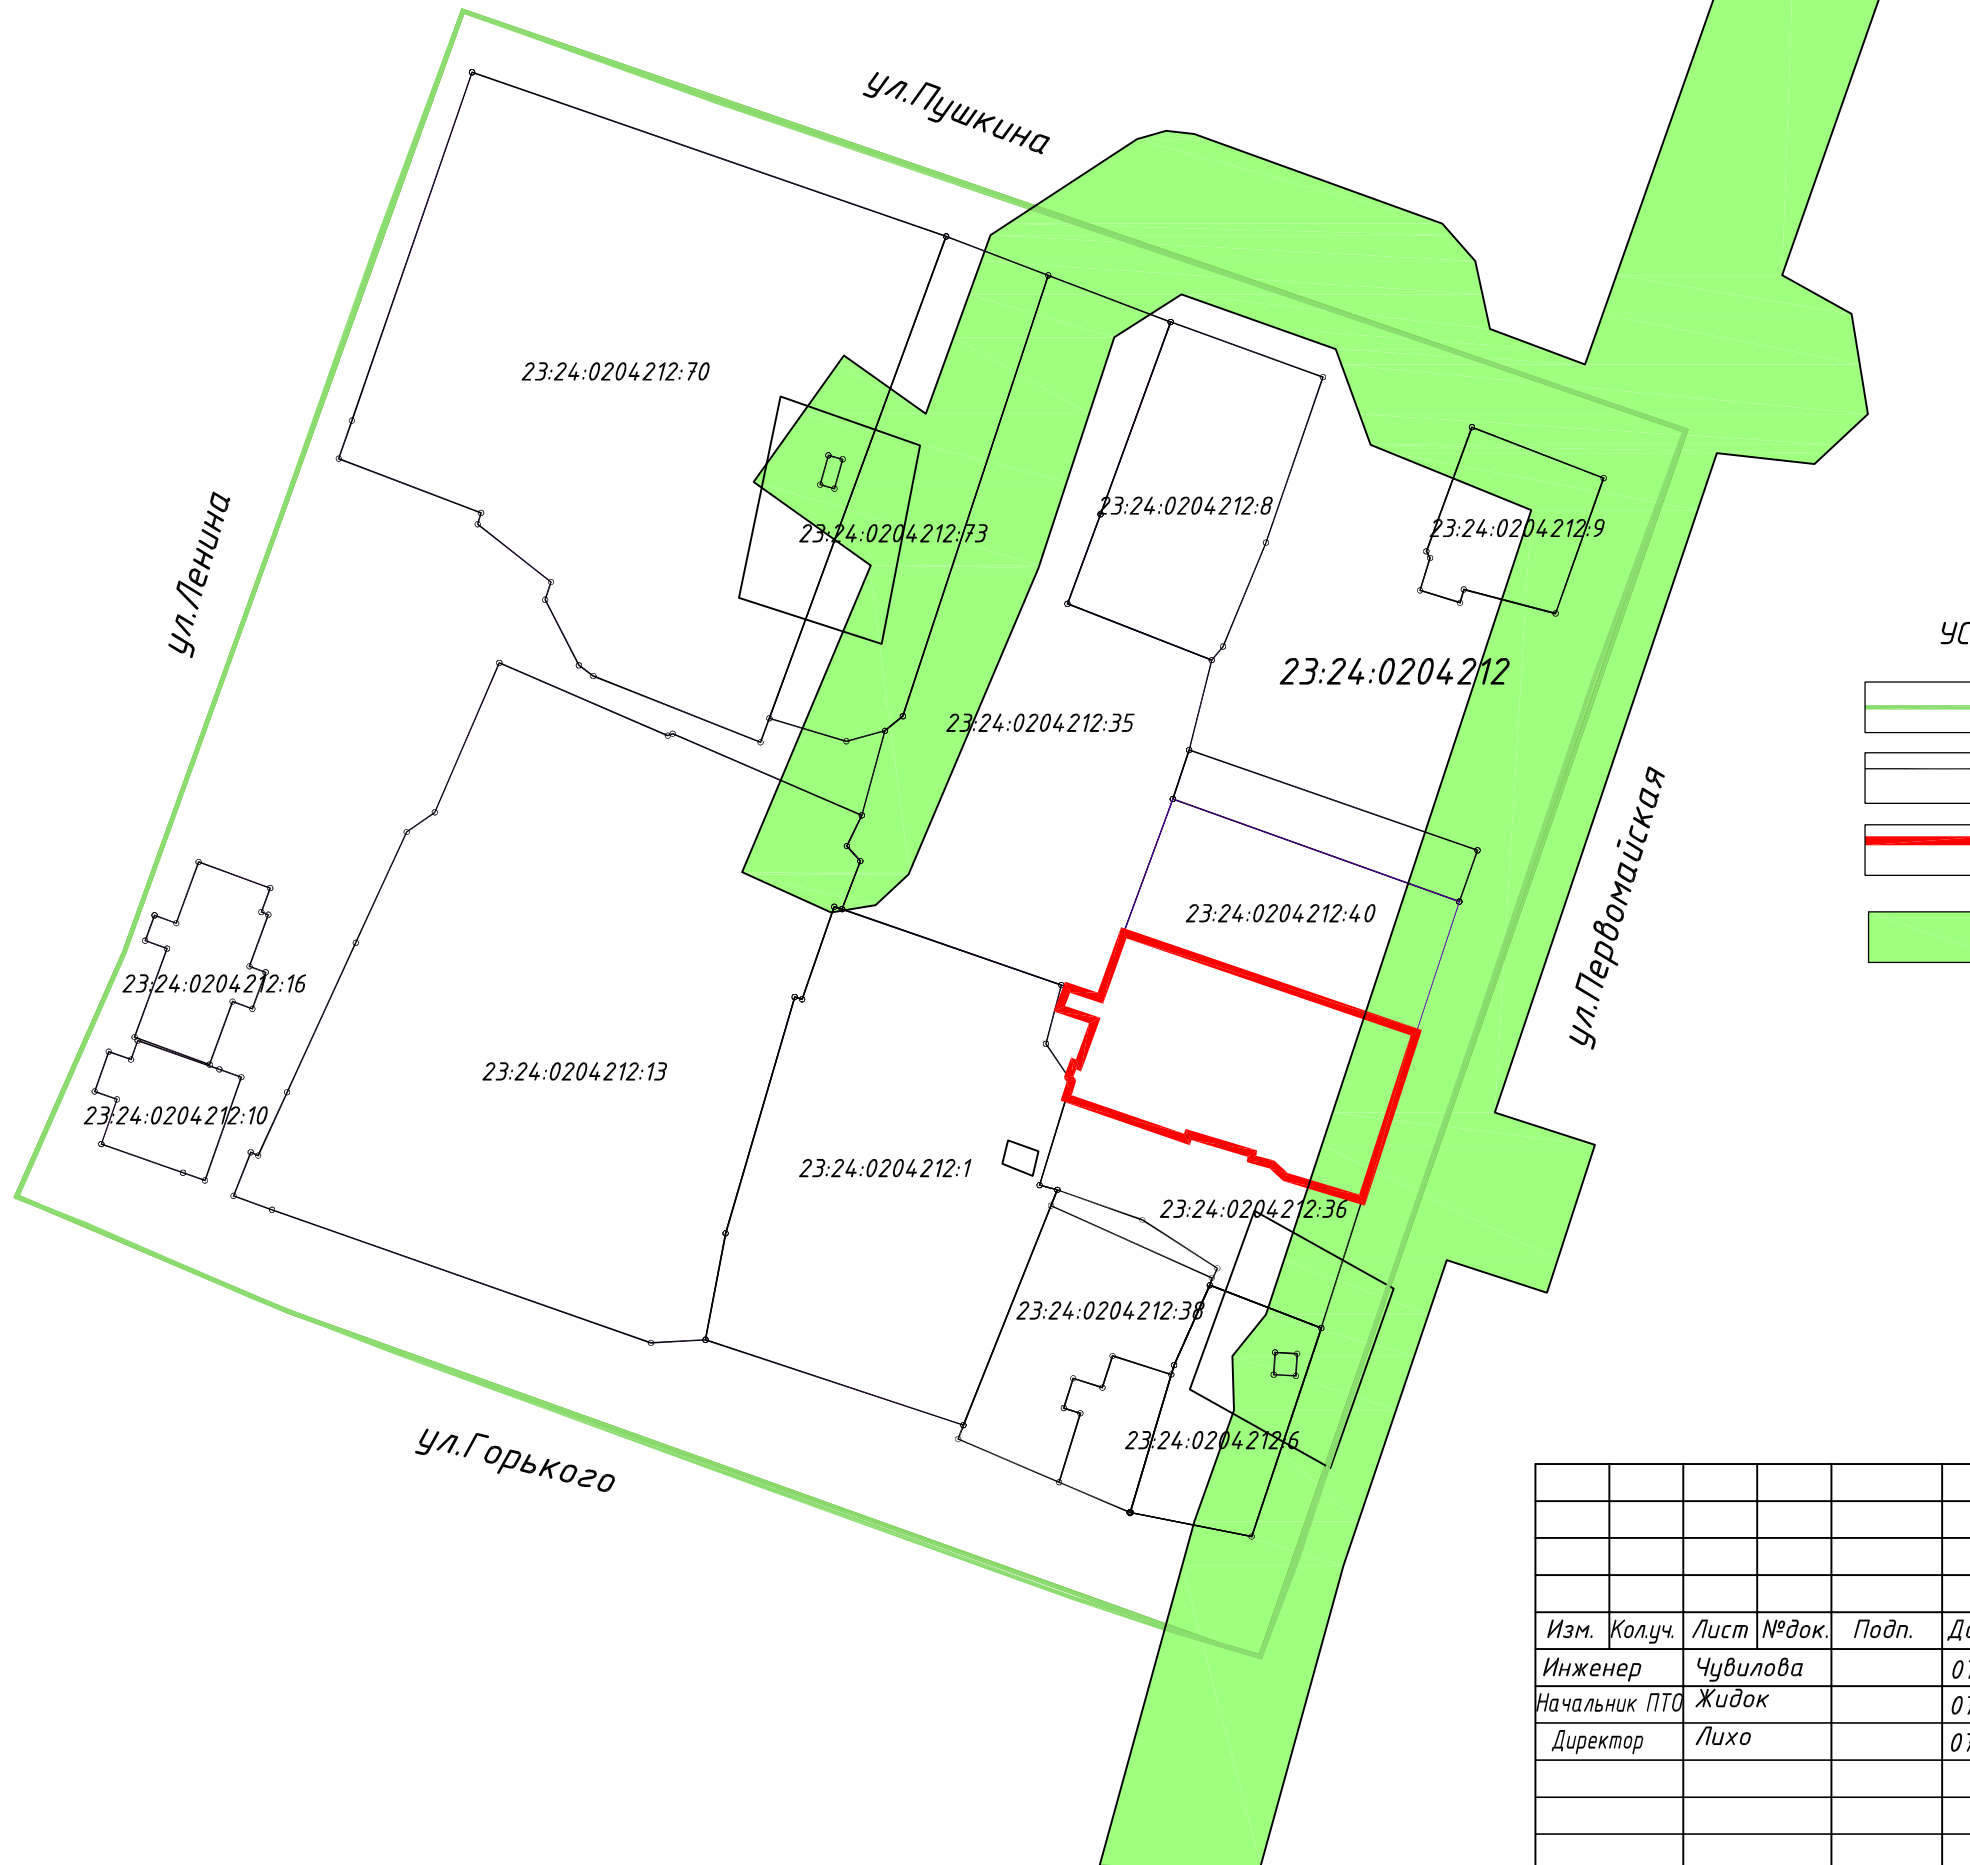 ул.Пушкина
23:24:0204212:70
ул.Ленина
23:24:0204212:73
23:24:0204212:8
23:24:0204212:9
23:24:0204212
23:24:0204212:35
ул.Первомайская
23:24:0204212:40
23:24:0204212:16
23:24:0204212:13
23:24:0204212:10
23:24:0204212:1
23:24:0204212:36
23:24:0204212:38
23:24:0204212:6
ул.Горького
УС
Изм. Кол.уч. Лист №док. Подп.
Инженер Чувилова 07
Начальник ПТО Жидок 07
Директор Лихо 07